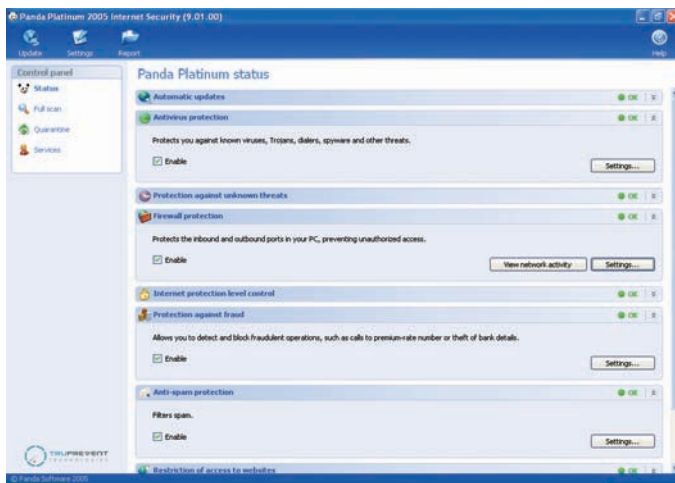 Panda Platinum 2005 Internet Security (9.01.00)
Update Settings Report Help
Control panel
Status
Full scan
Quarantine
Services
Panda Platinum status
Automatic updates OK
Antivirus protection OK
Protects you against known viruses, Trojans, dialers, spyware and other threats.
Enable
Settings...
Protection against unknown threats OK
Firewall protection OK
Protects the inbound and outbound ports in your PC, preventing unauthorized access.
Enable
View network activity Settings...
Internet protection level control OK
Protection against fraud OK
Allows you to detect and block fraudulent operations, such as calls to premium-rate number or theft of bank details.
Enable
Settings...
Anti-spam protection OK
Filters spam.
Enable
Settings...
Restriction of access to websites OK
TRUPREVENT
TECHNOLOGIES
© Panda Software 2005